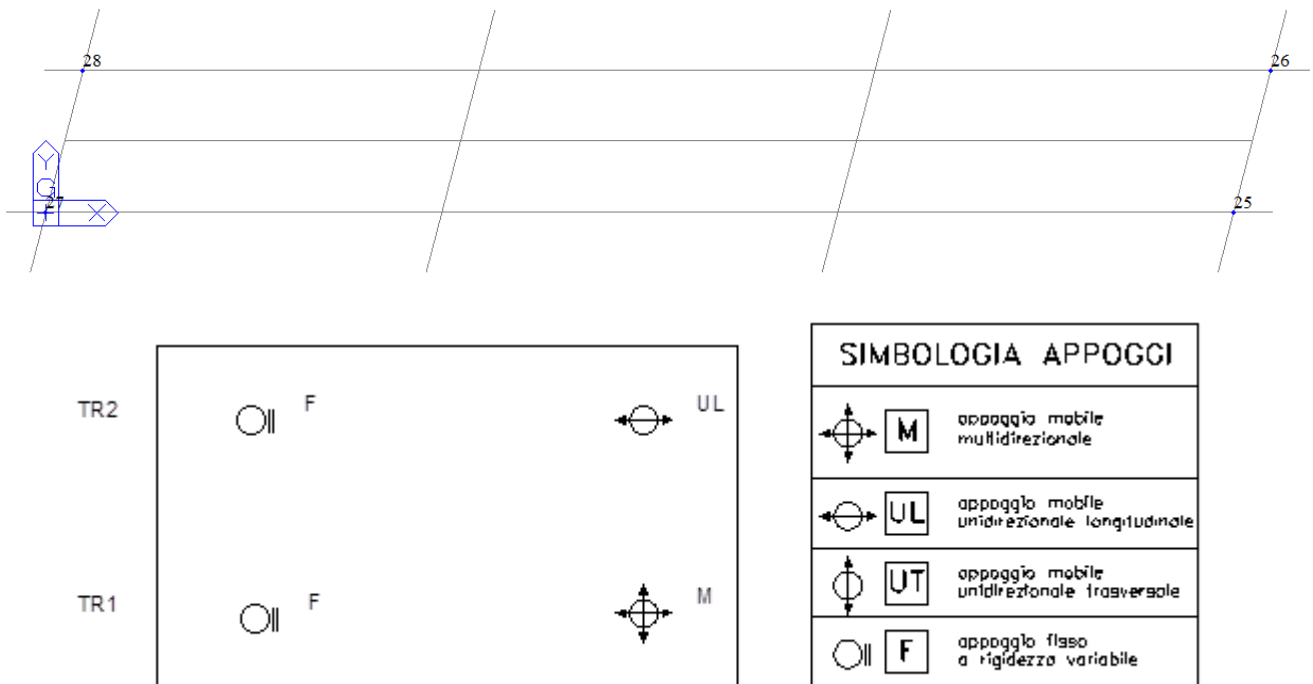 28
26
Y
G
27
X
25
SIMBOLOGIA APPOGGI
TR2
F
UL
M
appoggio mobile
multidirezionale
UL
appoggio mobile
unidirezionale longitudinale
TR1
F
M
UT
appoggio mobile
unidirezionale trasversale
F
appoggio fisso
a rigidezza variabile